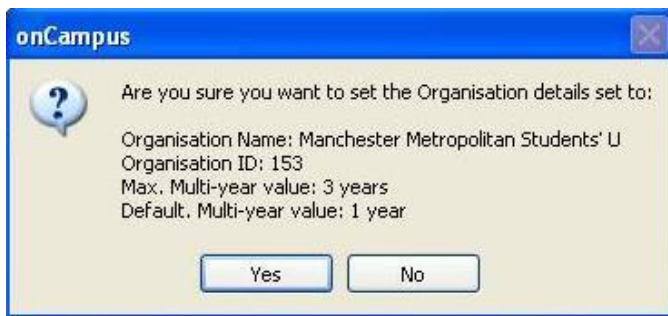 onCampus
Are you sure you want to set the Organisation details set to:
Organisation Name: Manchester Metropolitan Students' U
Organisation ID: 153
Max. Multi-year value: 3 years
Default. Multi-year value: 1 year
Yes No